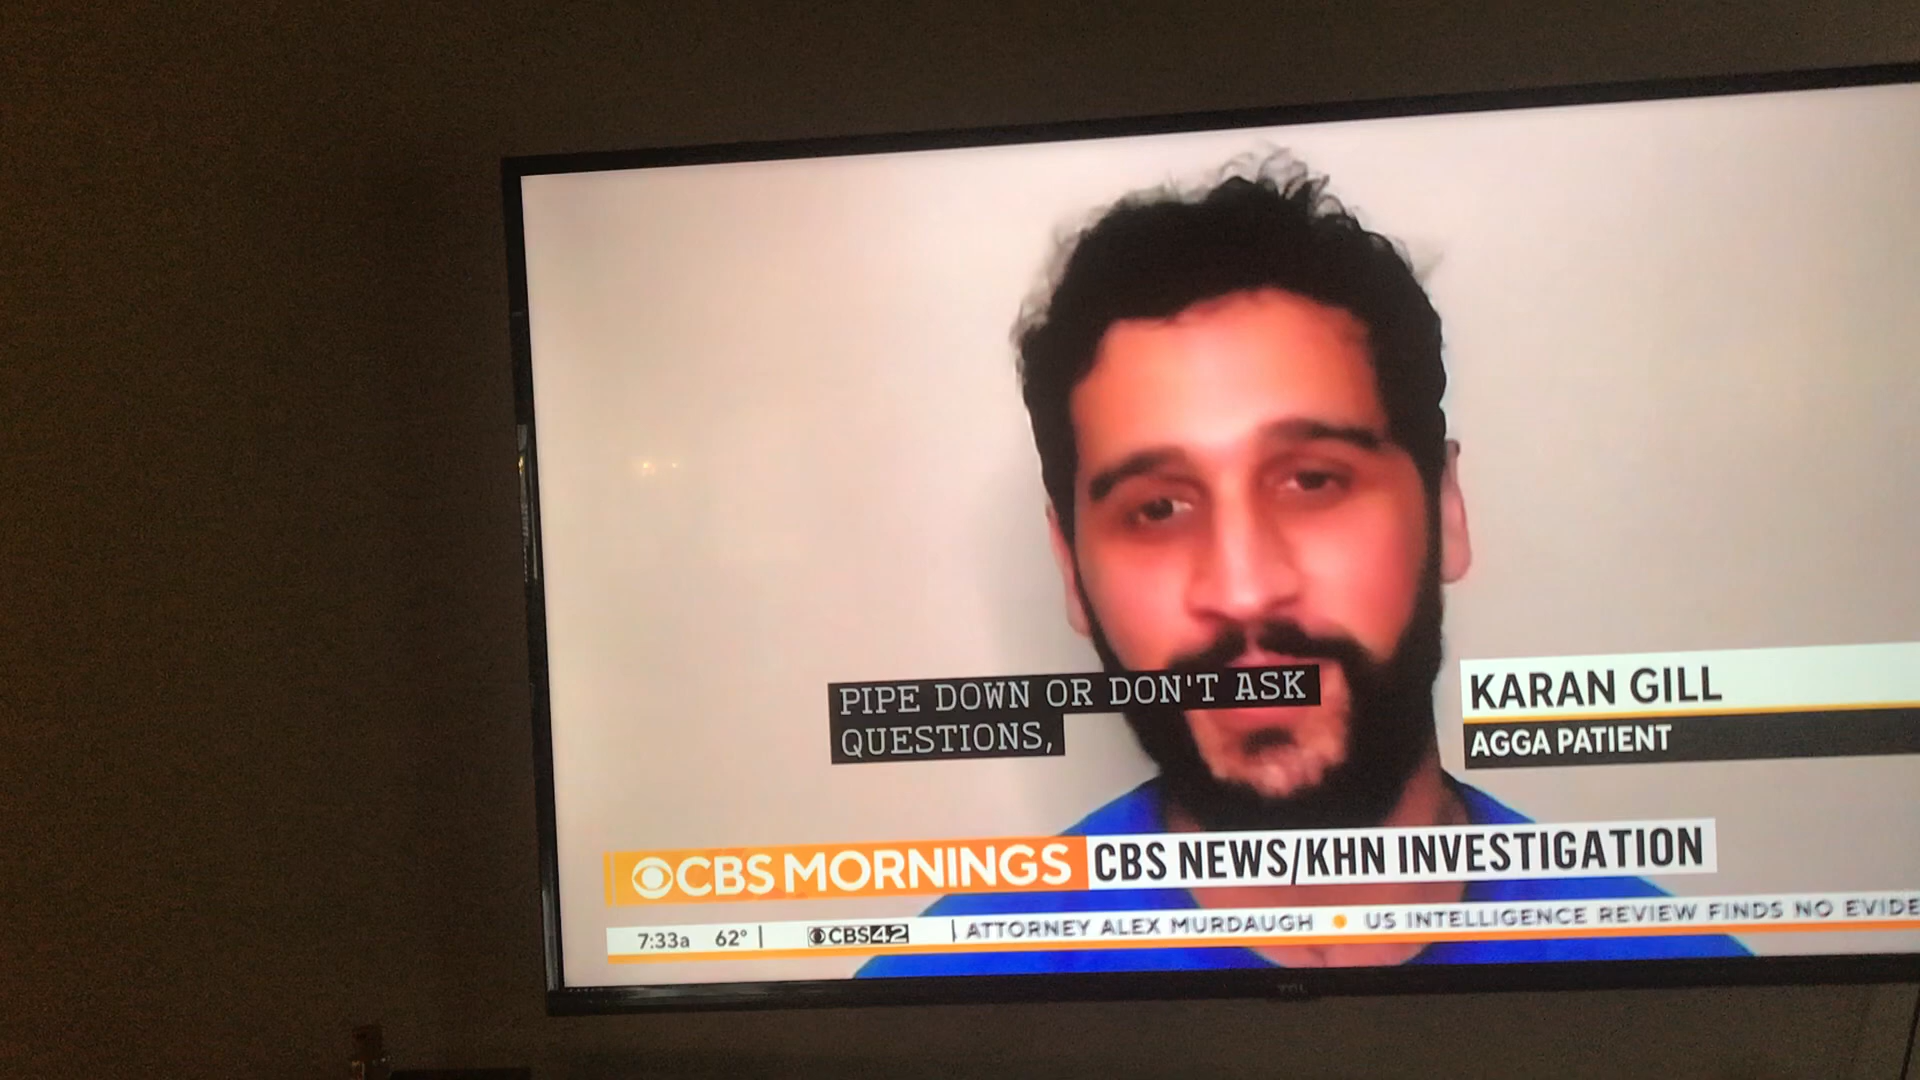 PIPE DOWN OR DON'T ASK
QUESTIONS,
KARAN GILL
AGGA PATIENT
CBS MORNINGS CBS NEWS/KHN INVESTIGATION
7:33a 62° | CBS42 | ATTORNEY ALEX MURDAUGH • US INTELLIGENCE REVIEW FINDS NO EVIDE
TCL